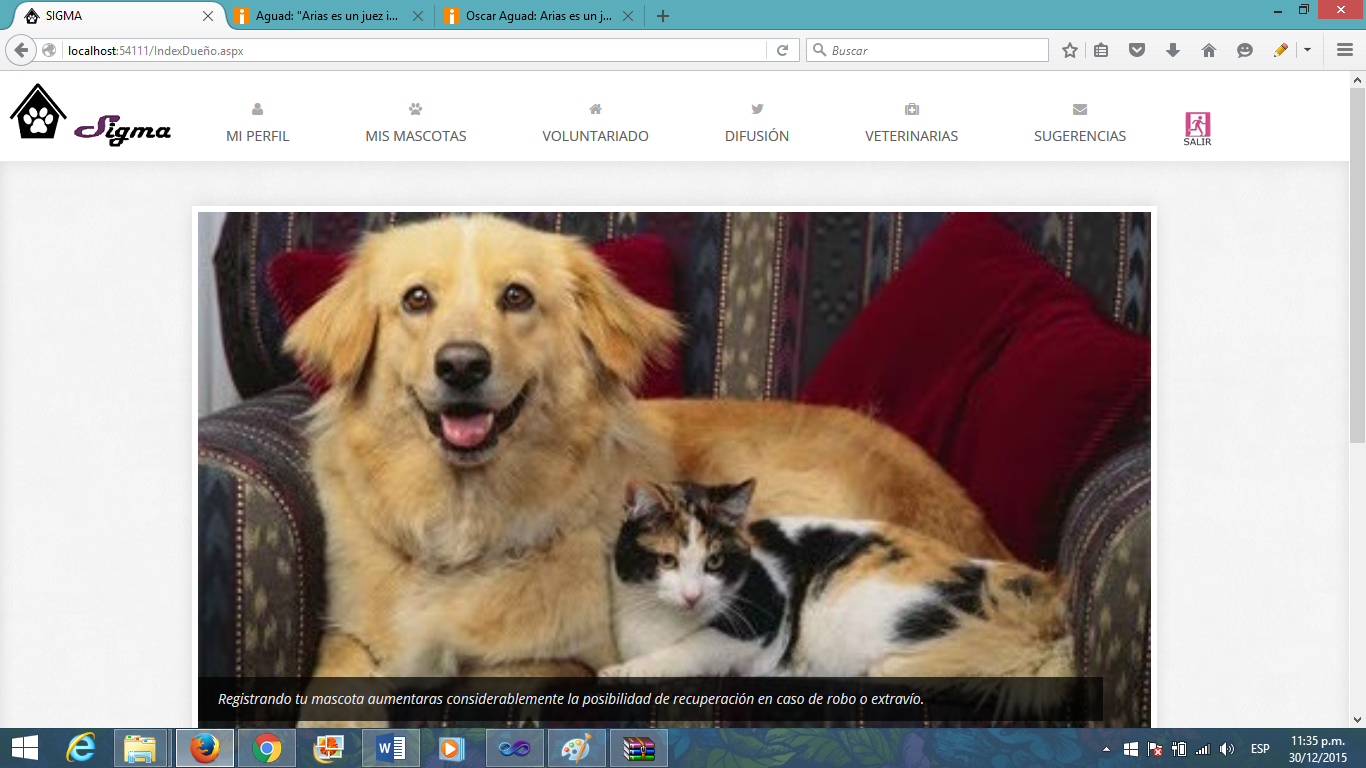 SIGMA
Aguad: "Arias es un juez i...
Oscar Aguad: Arias es un j...
localhost:54111/IndexDueño.aspx
Buscar
Sigma
MI PERFIL
MIS MASCOTAS
VOLUNTARIADO
DIFUSIÓN
VETERINARIAS
SUGERENCIAS
SALIR
Registrando tu mascota aumentaras considerablemente la posibilidad de recuperación en caso de robo o extravío.
ESP
11:35 p.m.
30/12/2015